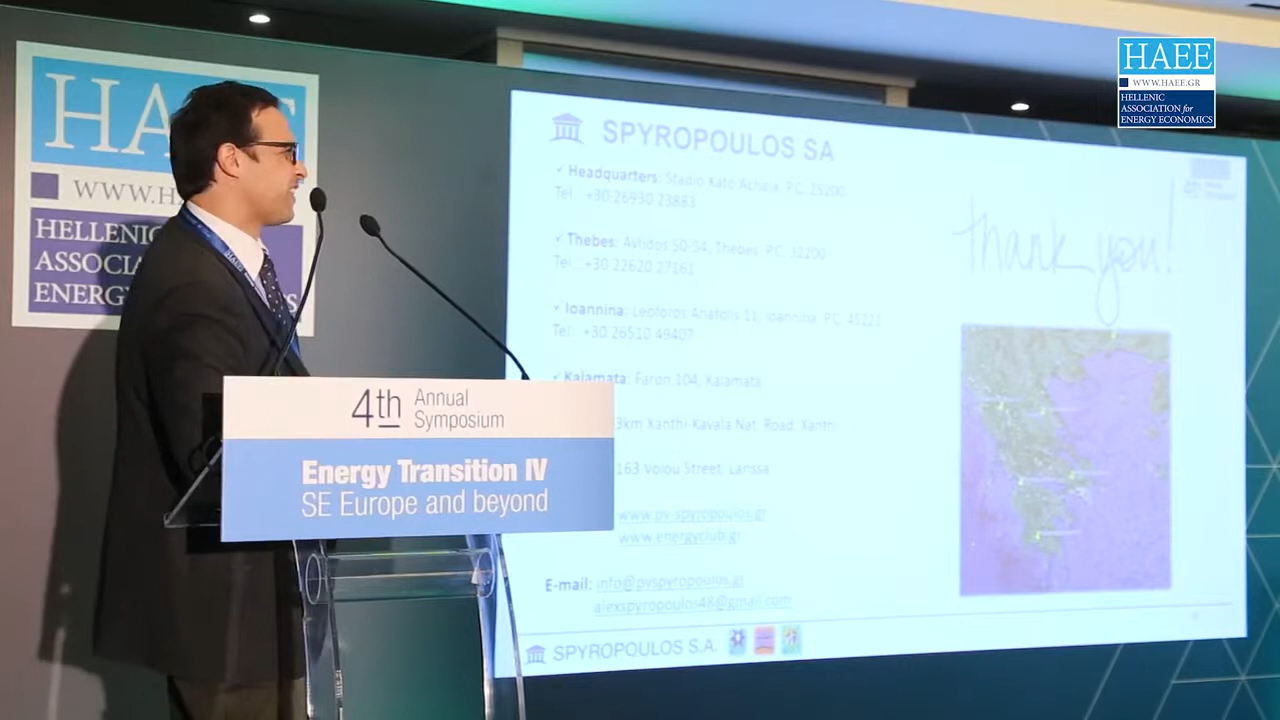 HAEE
WWW.HAEE.GR
HELLENIC
ASSOCIATION for
ENERGY ECONOMICS
HA E
WWW.HA
HELLENIC
ASSOCIA
ENERGY S
SPYROPOULOS SA
✓ Headquarters: Stadio Kato Achaia, P.C. 25200
Tel: +30 26930 23883
✓ Thebes: Avlidos 50-54, Thebes, P.C. 32200
Tel: +30 22620 27161
✓ Ioannina: Leoforos Anatolis 11, Ioannina, P.C. 45221
Tel: +30 26510 49407
✓ Kalamata: Faron 104, Kalamata
3km Xanthi-Kavala Nat. Road, Xanthi
163 Volou Street, Larissa
www.pv-spyropoulos.gr
www.energyclub.gr
E-mail: info@pvspyropoulos.gr
alexspyropoulos48@gmail.com
thank you!
SPYROPOULOS S.A.
4th Annual
Symposium
Energy Transition IV
SE Europe and beyond